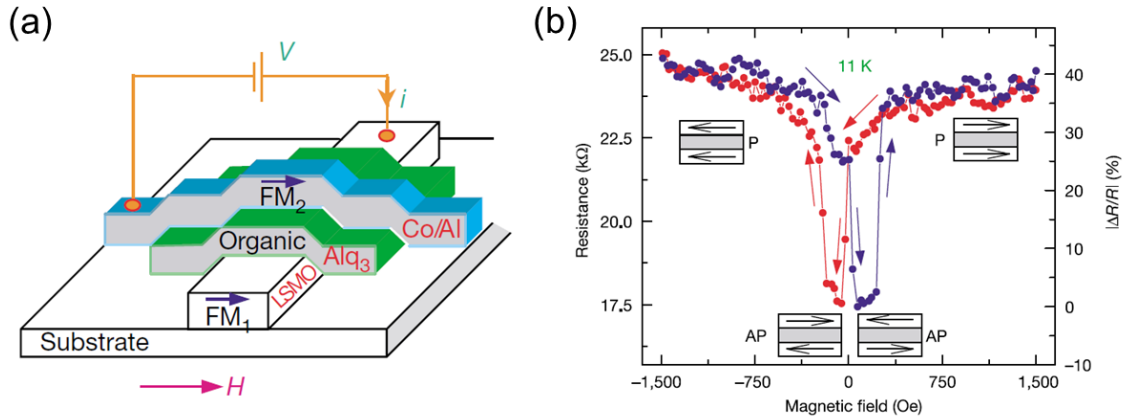 (a)
V
i
FM₂
Co/Al
Organic
Alq₃
LSMO
FM₁
Substrate
H
(b)
11 K
25.0
22.5
20.0
17.5
Resistance (kΩ)
40
30
20
10
0
−10
|ΔR/R| (%)
P
P
AP
AP
−1,500
−750
0
750
1,500
Magnetic field (Oe)